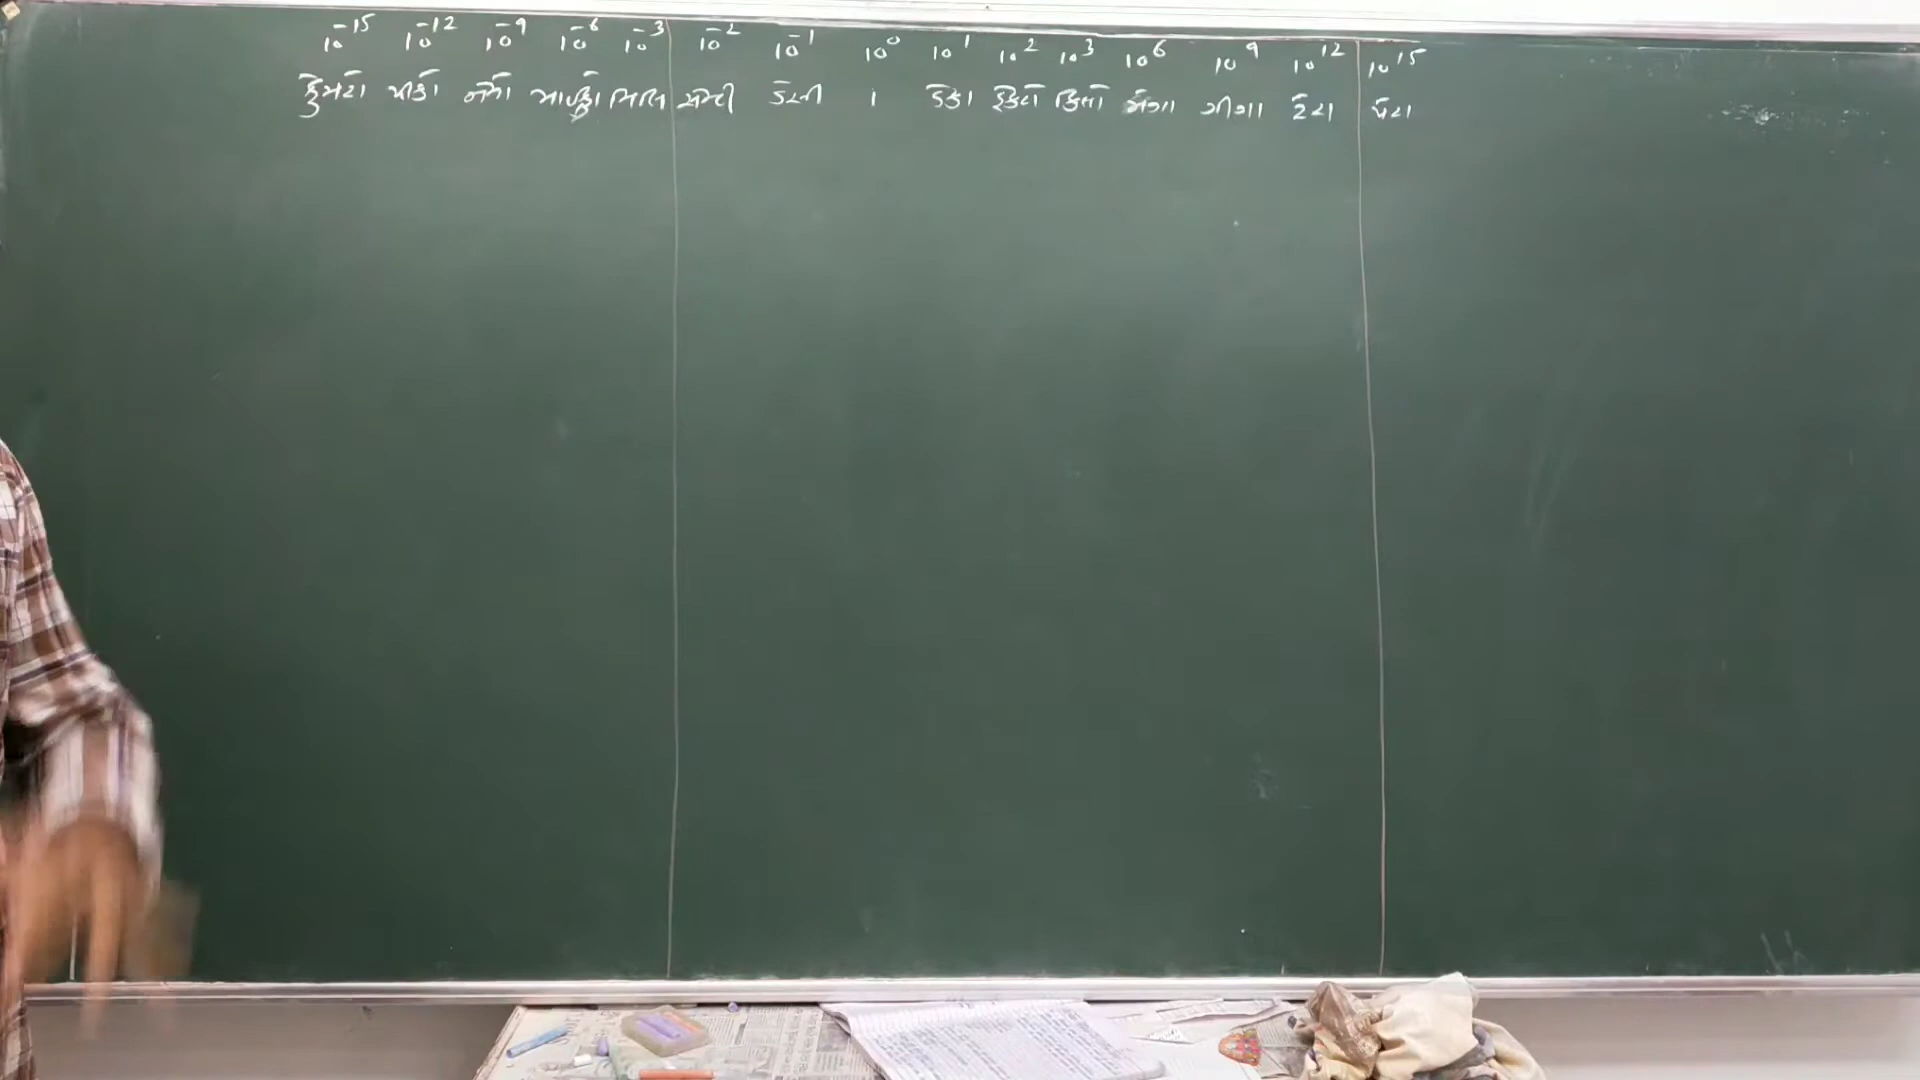 10⁻¹⁵ 10⁻¹² 10⁻⁹ 10⁻⁶ 10⁻³ 10⁻² 10⁻¹ 10⁰ 10¹ 10² 10³ 10⁶ 10⁹ 10¹² 10¹⁵
ફેમટો પીકો નેનો માઇક્રો મિલિ સેન્ટી ડેસી 1 ડેકા હેક્ટો કિલો મેગા ગીગા ટેરા પેટા